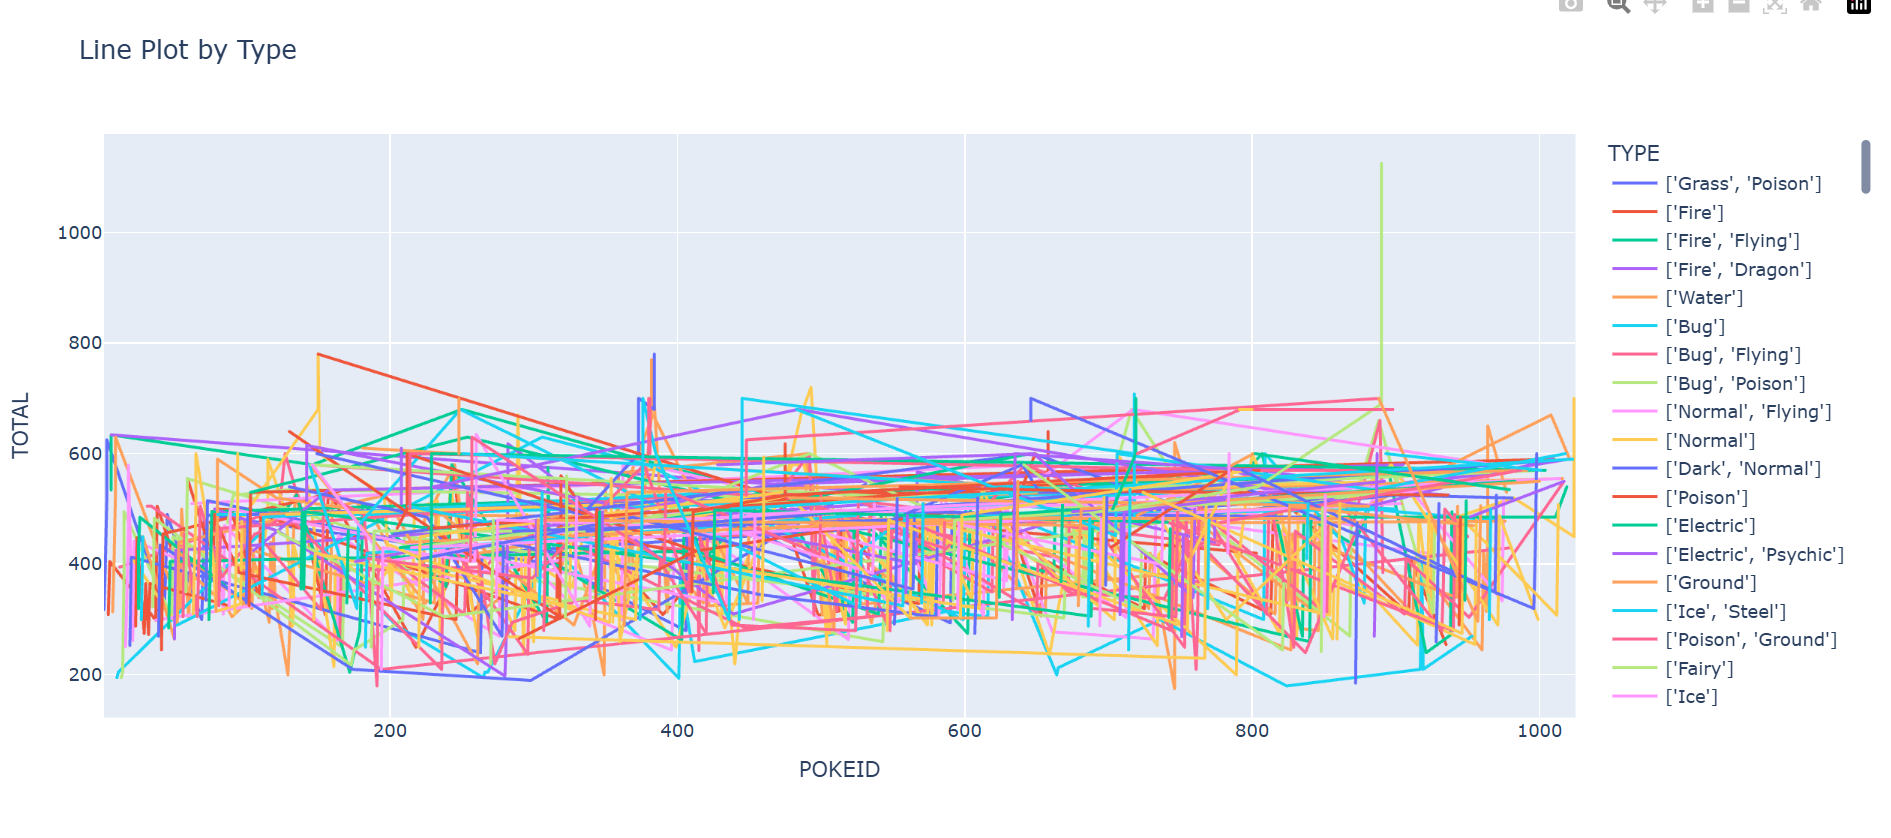 Line Plot by Type
TOTAL
1000
800
600
400
200
200 400 600 800 1000
POKEID
TYPE
['Grass', 'Poison']
['Fire']
['Fire', 'Flying']
['Fire', 'Dragon']
['Water']
['Bug']
['Bug', 'Flying']
['Bug', 'Poison']
['Normal', 'Flying']
['Normal']
['Dark', 'Normal']
['Poison']
['Electric']
['Electric', 'Psychic']
['Ground']
['Ice', 'Steel']
['Poison', 'Ground']
['Fairy']
['Ice']